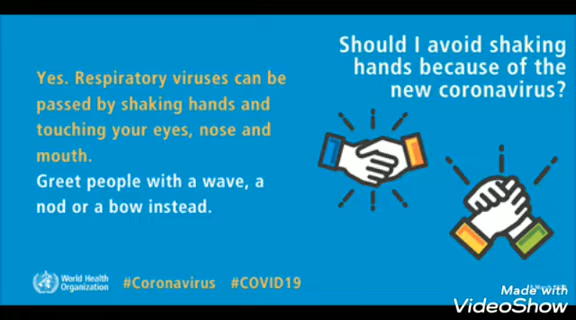 Should I avoid shaking
hands because of the
new coronavirus?
Yes. Respiratory viruses can be
passed by shaking hands and
touching your eyes, nose and
mouth.
Greet people with a wave, a
nod or a bow instead.
World Health
Organization
#Coronavirus #COVID19
Made with
VideoShow